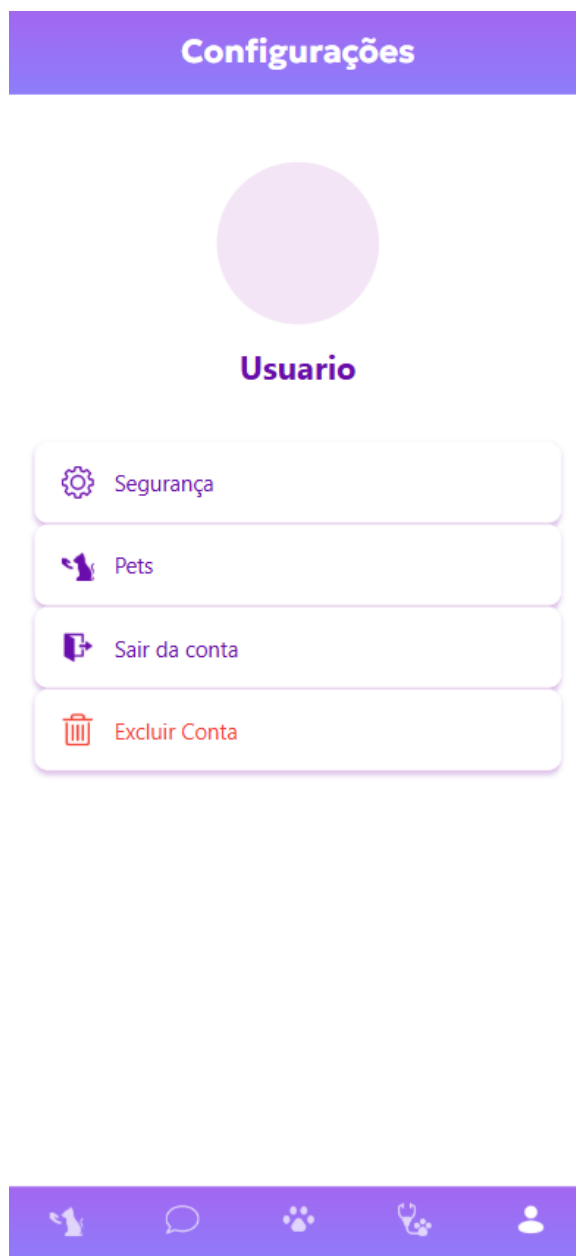 Configurações
Usuario
Segurança
Pets
Sair da conta
Excluir Conta